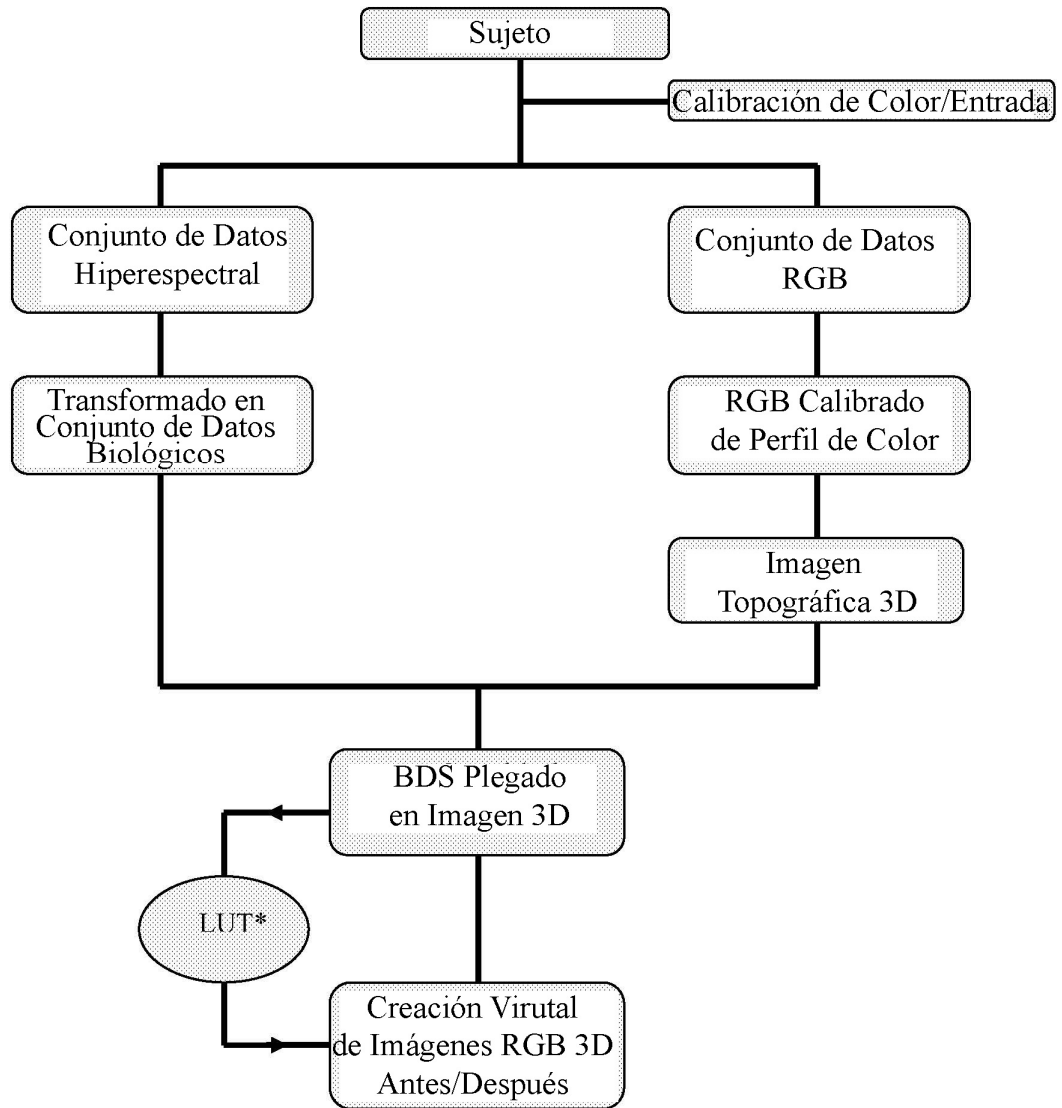 Sujeto
Calibración de Color/Entrada
Conjunto de Datos
Hiperespectral
Conjunto de Datos
RGB
Transformado en
Conjunto de Datos
Biológicos
RGB Calibrado
de Perfil de Color
Imagen
Topográfica 3D
BDS Plegado
en Imagen 3D
LUT*
Creación Virutal
de Imágenes RGB 3D
Antes/Después